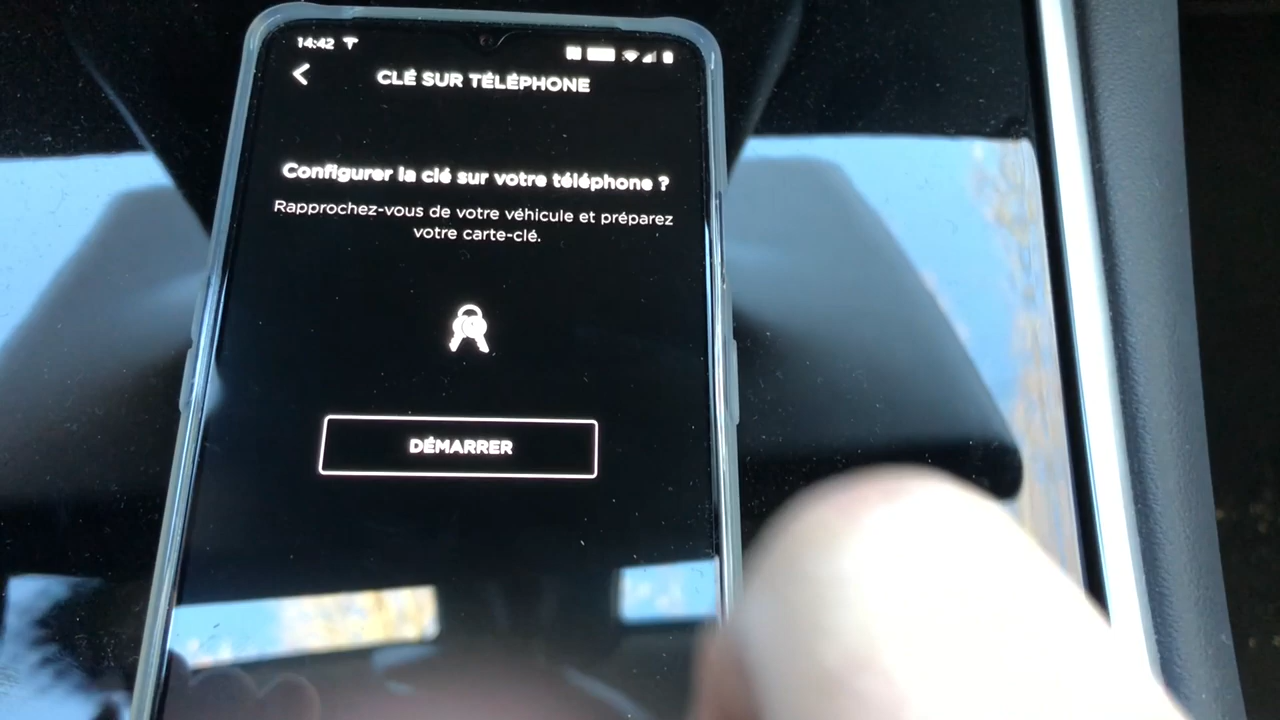 14:42
CLÉ SUR TÉLÉPHONE
Configurer la clé sur votre téléphone ?
Rapprochez-vous de votre véhicule et préparez
votre carte-clé.
DÉMARRER